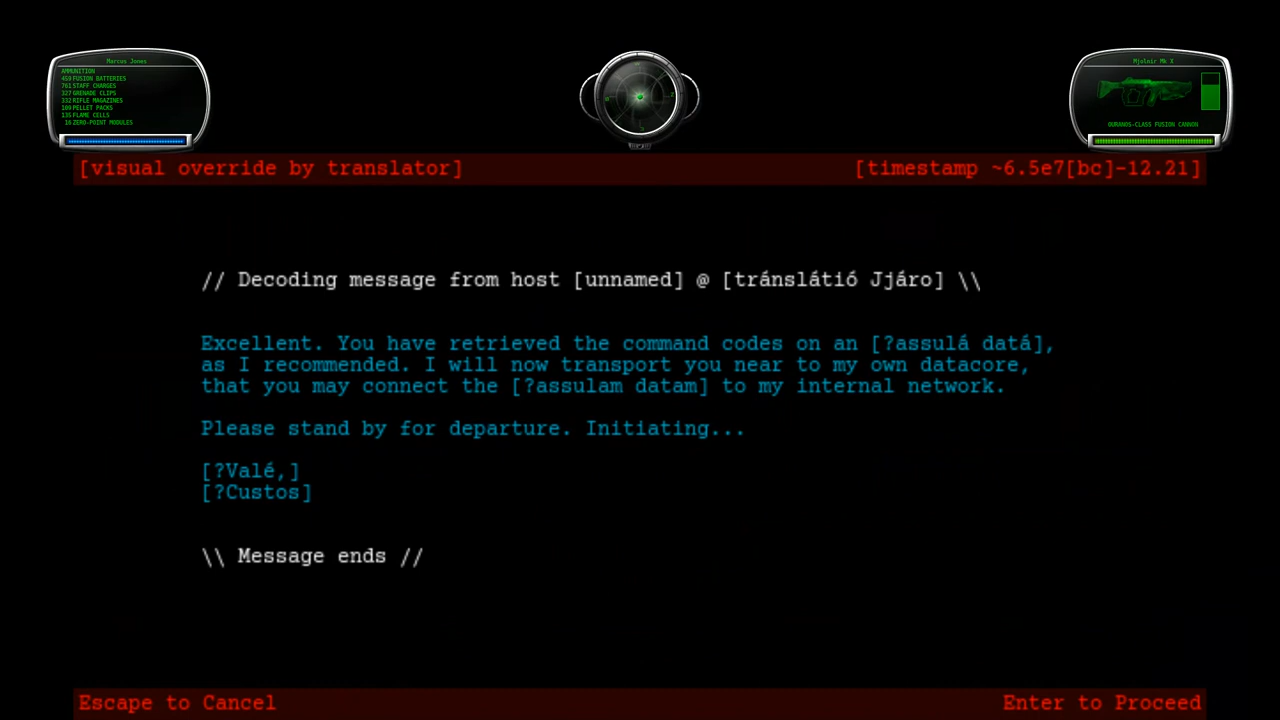 Marcus Jones
AMMUNITION
459 FUSION BATTERIES
761 STAFF CHARGES
327 GRENADE CLIPS
332 RIFLE MAGAZINES
PELLET PACKS
FLAME CELLS
16 ZERO-POINT MODULES
Mjolnir Mk X
OURANOS-CLASS FUSION CANNON
[visual override by translator]
[timestamp ~6.5e7[bc]-12.21]
// Decoding message from host [unnamed] @ [tránslátió Jjáro] \\
Excellent. You have retrieved the command codes on an [?assulá datá],
as I recommended. I will now transport you near to my own datacore,
that you may connect the [?assulam datam] to my internal network.
Please stand by for departure. Initiating...
[?Valé,]
[?Custos]
\\ Message ends //
Escape to Cancel
Enter to Proceed